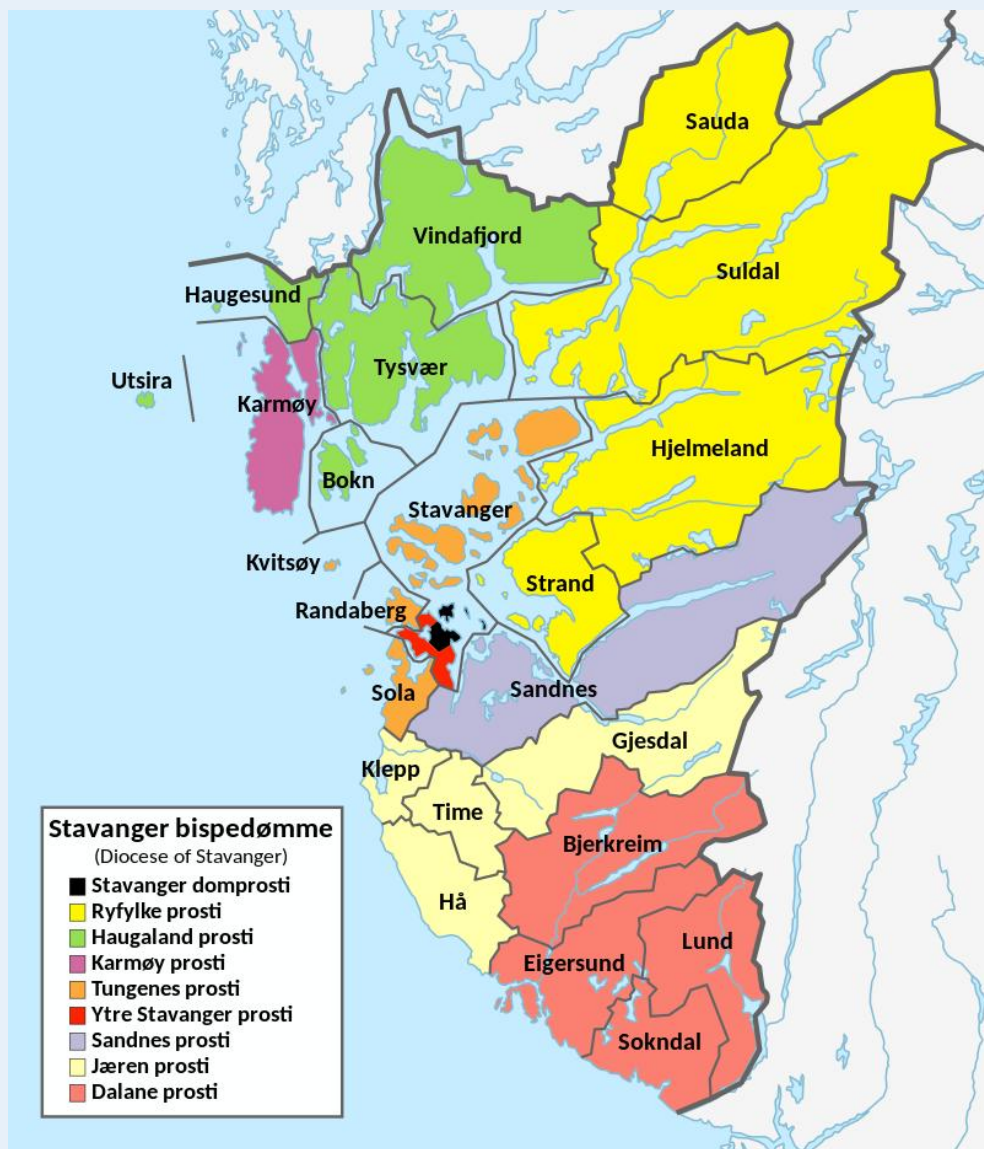 Sauda
Vindafjord
Suldal
Haugesund
Tysvær
Utsira
Karmøy
Hjelmeland
Bokn
Stavanger
Kvitsøy
Strand
Randaberg
Sola
Sandnes
Gjesdal
Klepp
Time
Bjerkreim
Hå
Lund
Eigersund
Sokndal
Stavanger bispedømme
(Diocese of Stavanger)
Stavanger domprosti
Ryfylke prosti
Haugaland prosti
Karmøy prosti
Tungenes prosti
Ytre Stavanger prosti
Sandnes prosti
Jæren prosti
Dalane prosti